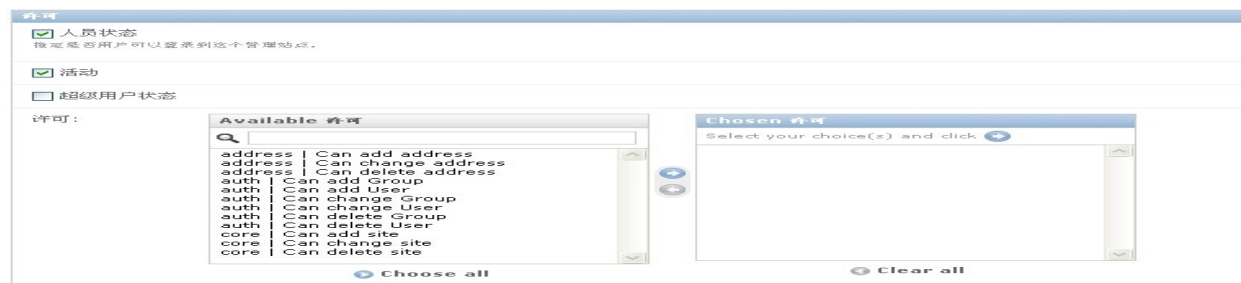 许可
人员状态
指定是否用户可以登录到这个管理站点.
活动
超级用户状态
许可:
Available 许可
address | Can add address
address | Can change address
address | Can delete address
auth | Can add Group
auth | Can add User
auth | Can change Group
auth | Can change User
auth | Can delete Group
auth | Can delete User
core | Can add site
core | Can change site
core | Can delete site
Choose all
Chosen 许可
Select your choice(s) and click
Clear all